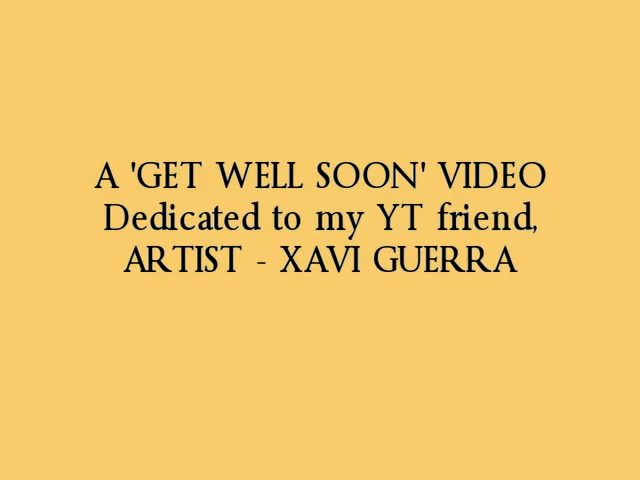 A 'GET WELL SOON' VIDEO
Dedicated to my YT friend,
ARTIST - XAVI GUERRA